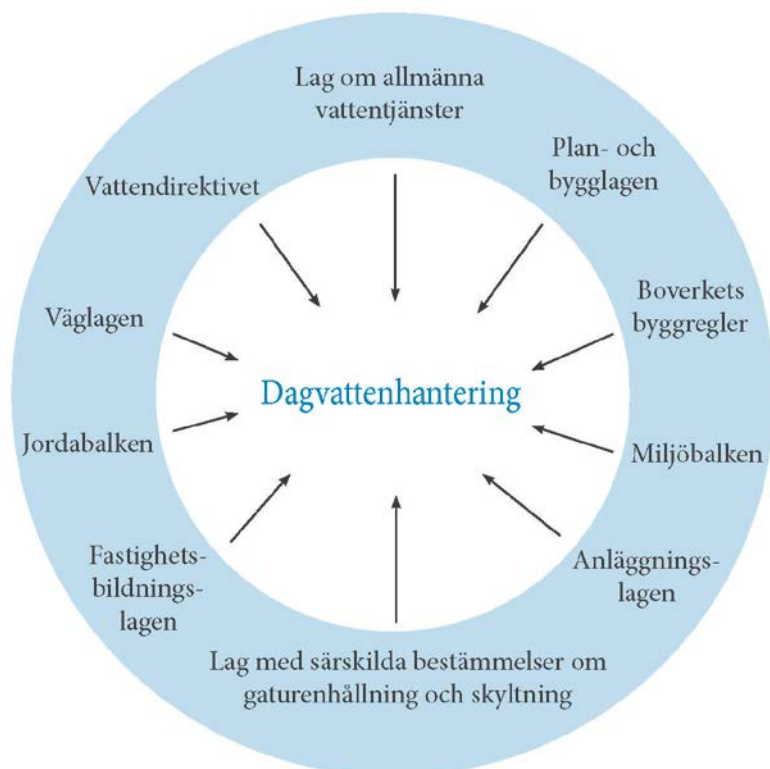 Lag om allmänna
vattentjänster
Plan- och
bygglagen
Vattendirektivet
Boverkets
byggregler
Väglagen
Dagvattenhantering
Jordabalken
Miljöbalken
Fastighets-
bildnings-
lagen
Anläggnings-
lagen
Lag med särskilda bestämmelser om
gaturenhållning och skyltning